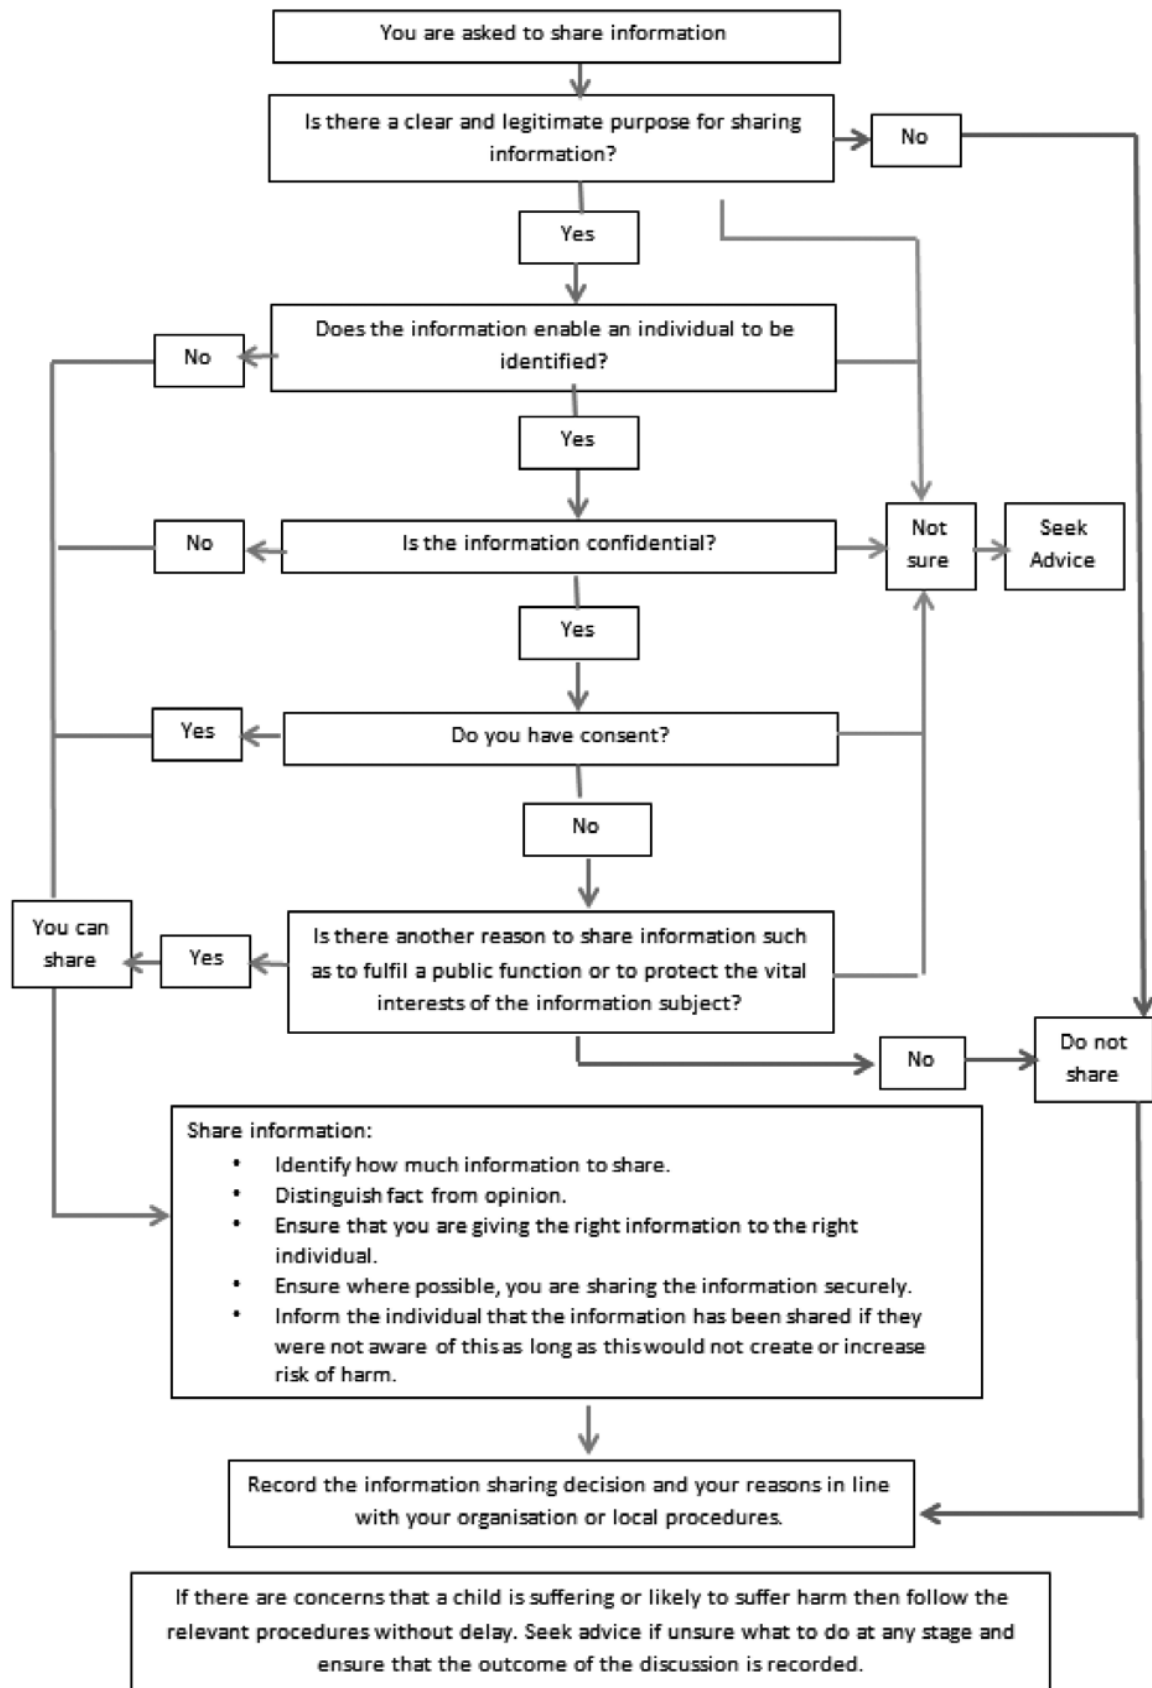 You are asked to share information
Is there a clear and legitimate purpose for sharing
information?
No
Yes
Does the information enable an individual to be
identified?
No
Yes
Is the information confidential?
No
Not
sure
Seek
Advice
Yes
Do you have consent?
Yes
No
Is there another reason to share information such
as to fulfil a public function or to protect the vital
interests of the information subject?
Yes
You can
share
No
Do not
share
Share information:
• Identify how much information to share.
• Distinguish fact from opinion.
• Ensure that you are giving the right information to the right
individual.
• Ensure where possible, you are sharing the information securely.
• Inform the individual that the information has been shared if they
were not aware of this as long as this would not create or increase
risk of harm.
Record the information sharing decision and your reasons in line
with your organisation or local procedures.
If there are concerns that a child is suffering or likely to suffer harm then follow the
relevant procedures without delay. Seek advice if unsure what to do at any stage and
ensure that the outcome of the discussion is recorded.